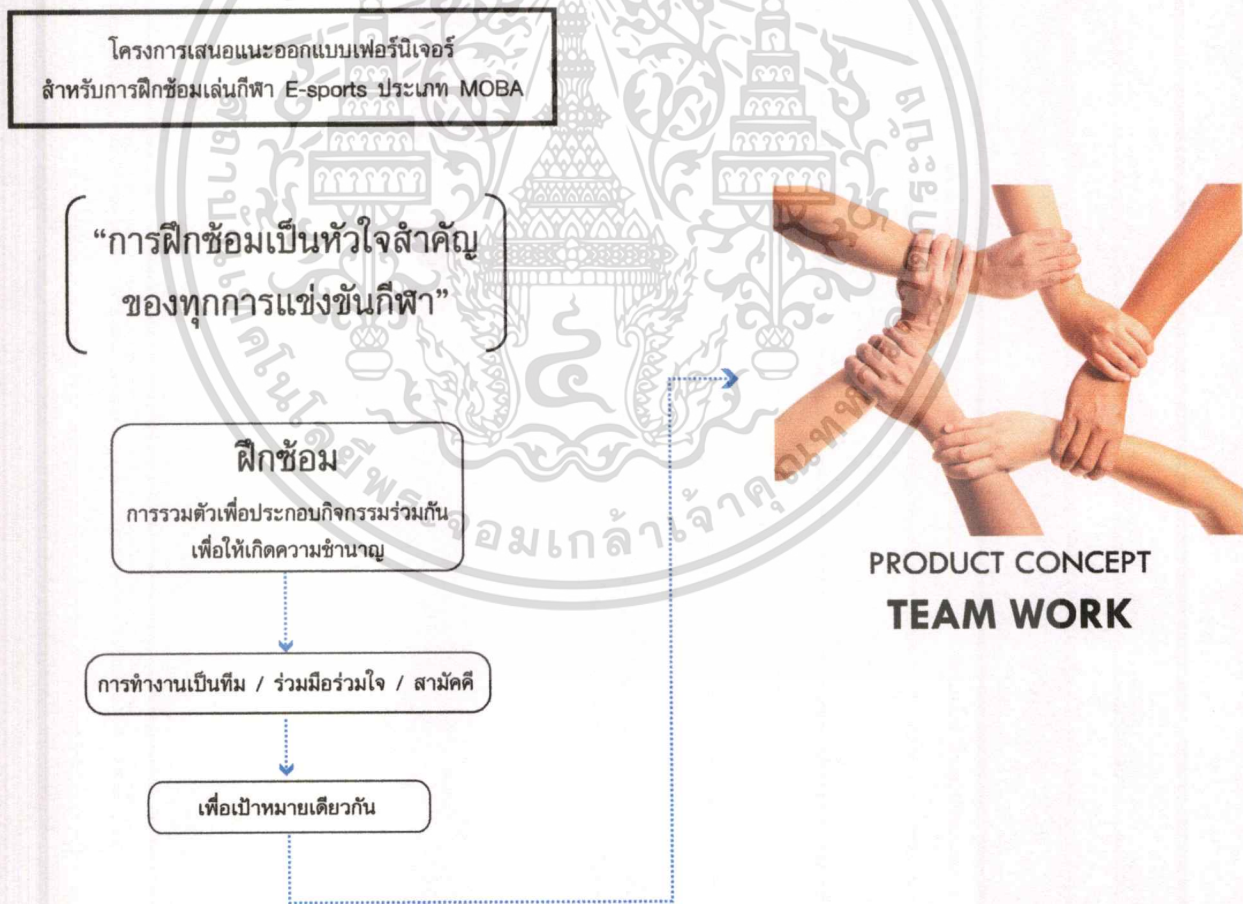 โครงการเสนอแนะออกแบบเฟอร์นิเจอร์
สำหรับการฝึกซ้อมเล่นกีฬา E-sports ประเภท MOBA
“การฝึกซ้อมเป็นหัวใจสำคัญ
ของทุกการแข่งขันกีฬา”
ฝึกซ้อม
การรวมตัวเพื่อประกอบกิจกรรมร่วมกัน
เพื่อให้เกิดความชำนาญ
การทำงานเป็นทีม / ร่วมมือร่วมใจ / สามัคคี
เพื่อเป้าหมายเดียวกัน
PRODUCT CONCEPT
TEAM WORK